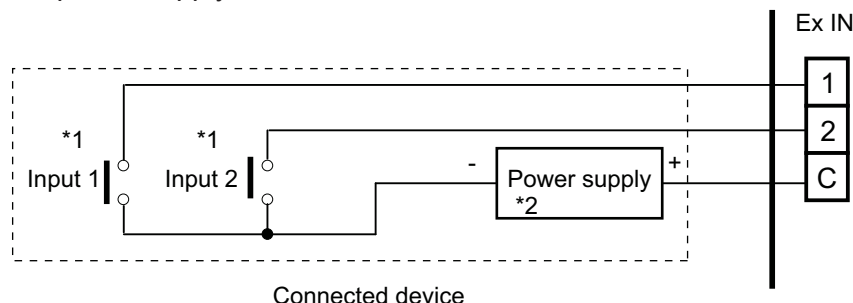 Ex IN
1
*1 *1 2
Input 1 Input 2 - Power supply + C
*2
Connected device